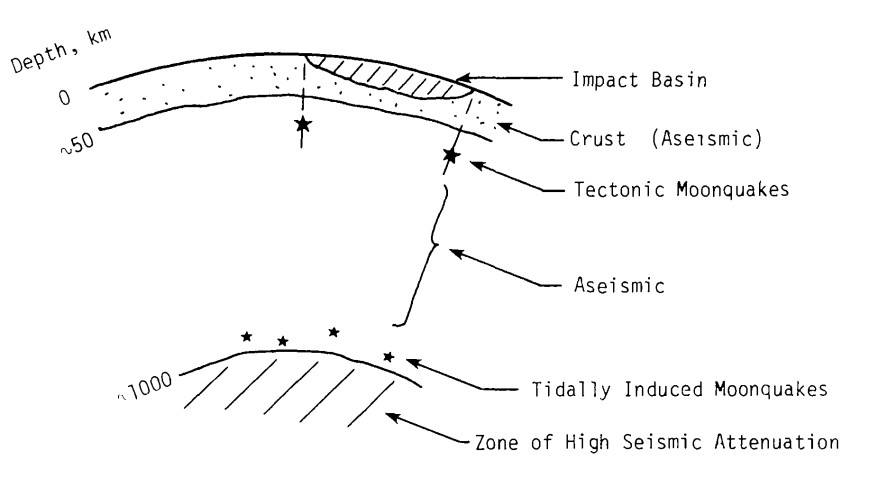 Depth, km
0
Impact Basin
~50
Crust (Aseismic)
Tectonic Moonquakes
Aseismic
~1000
Tidally Induced Moonquakes
Zone of High Seismic Attenuation